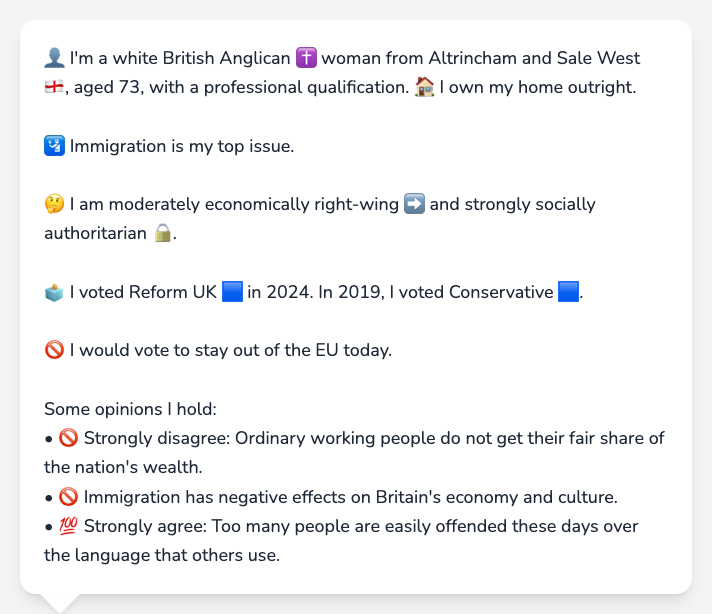 👤 I'm a white British Anglican ✝️ woman from Altrincham and Sale West
🏴󠁧󠁢󠁥󠁮󠁧󠁿, aged 73, with a professional qualification. 🏠 I own my home outright.
🛂 Immigration is my top issue.
🤔 I am moderately economically right-wing ➡️ and strongly socially
authoritarian 🔒.
🗳️ I voted Reform UK 🟦 in 2024. In 2019, I voted Conservative 🟦.
🚫 I would vote to stay out of the EU today.
Some opinions I hold:
• 🚫 Strongly disagree: Ordinary working people do not get their fair share of
the nation's wealth.
• 🚫 Immigration has negative effects on Britain's economy and culture.
• 💯 Strongly agree: Too many people are easily offended these days over
the language that others use.